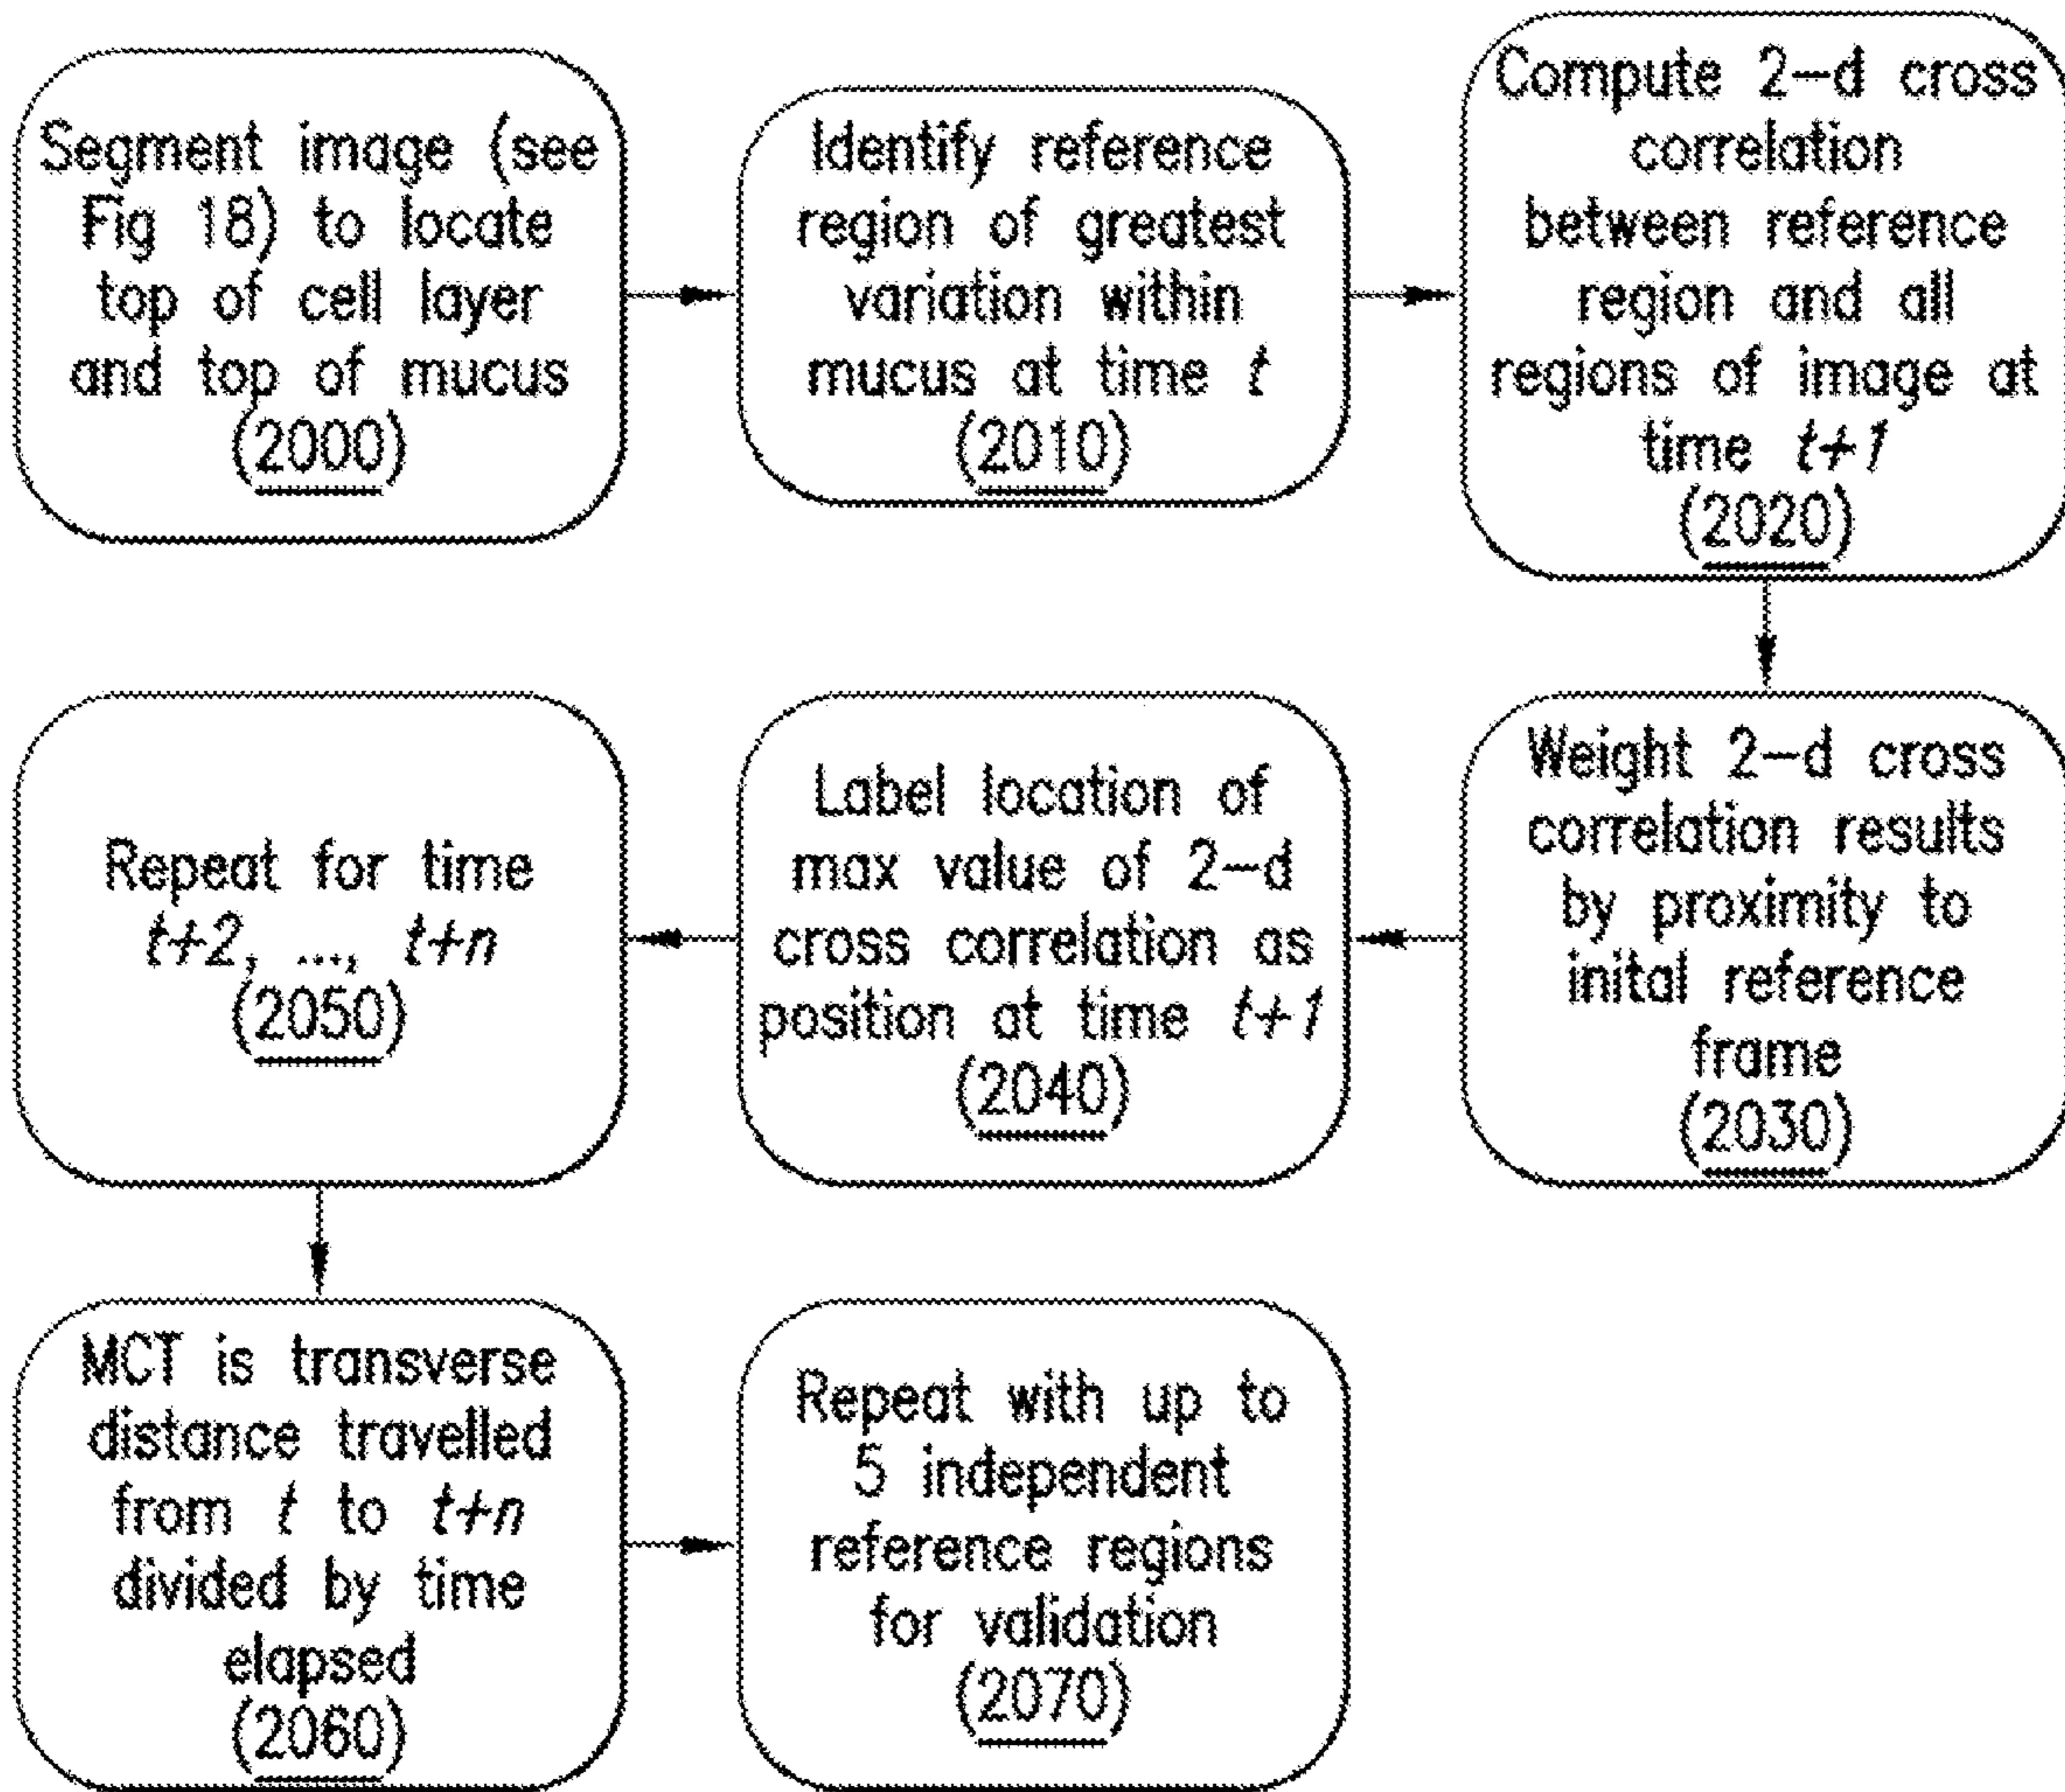 Segment image (see
Fig 18) to locate
top of cell layer
and top of mucus
(2000)
Identify reference
region of greatest
variation within
mucus at time t
(2010)
Compute 2-d cross
correlation
between reference
region and all
regions of image at
time t+1
(2020)
Weight 2-d cross
correlation results
by proximity to
inital reference
frame
(2030)
Label location of
max value of 2-d
cross correlation as
position at time t+1
(2040)
Repeat for time
t+2, ..., t+n
(2050)
MCT is transverse
distance travelled
from t to t+n
divided by time
elapsed
(2060)
Repeat with up to
5 independent
reference regions
for validation
(2070)